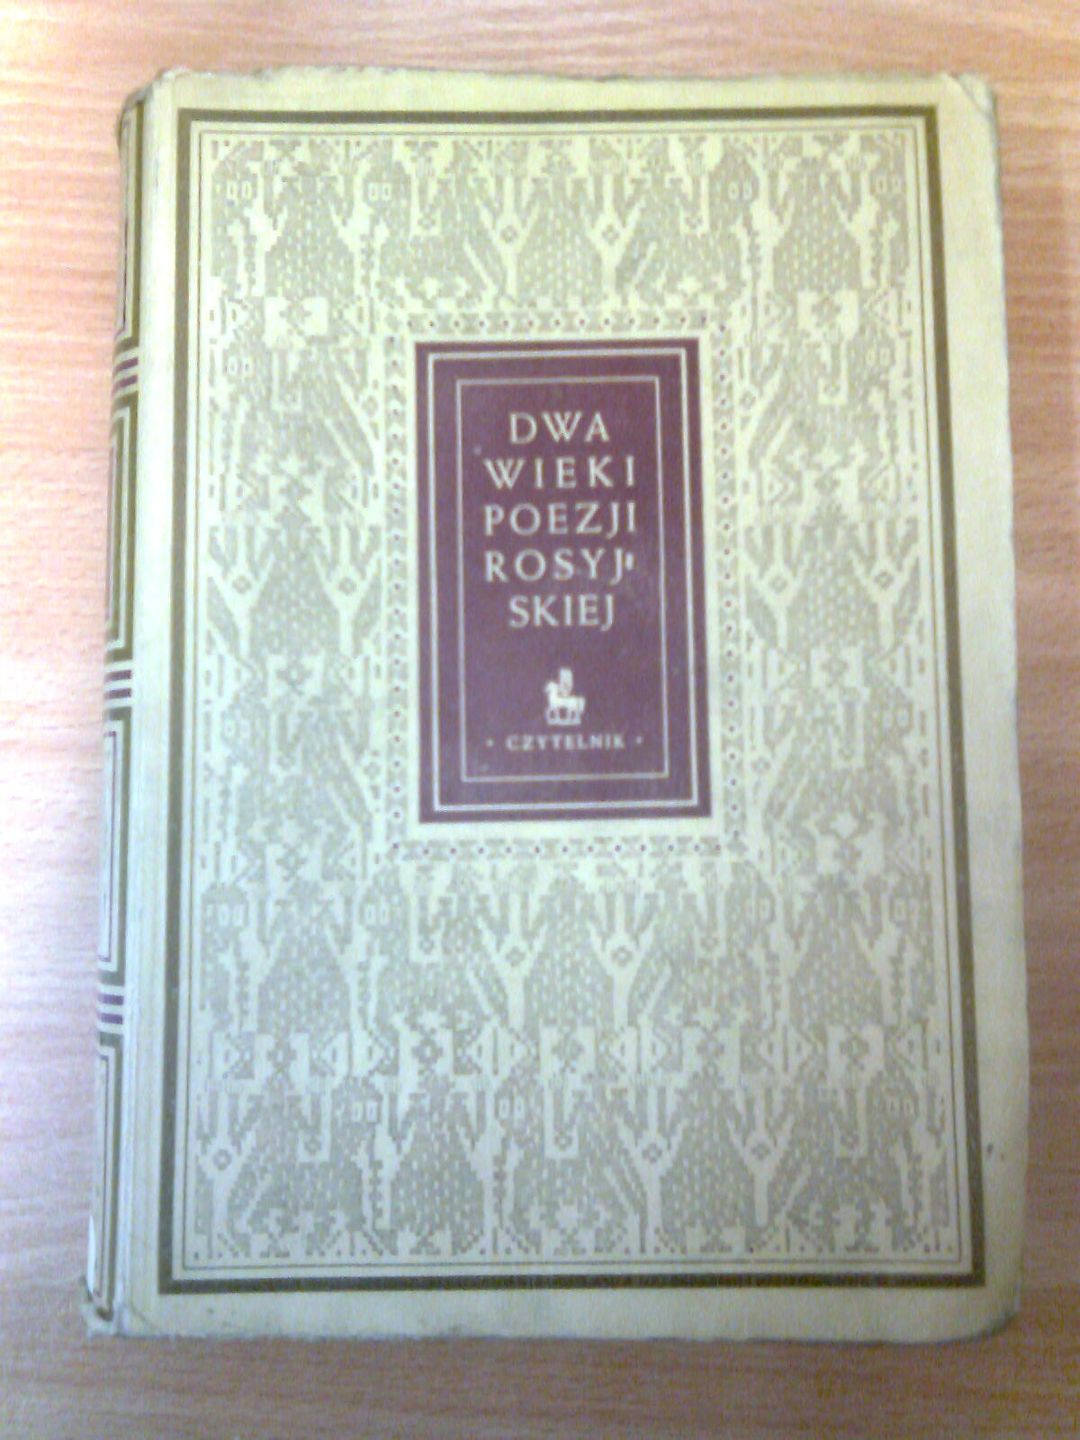 DWA
WIEKI
POEZJI
ROSYJ-
SKIEJ
• CZYTELNIK •